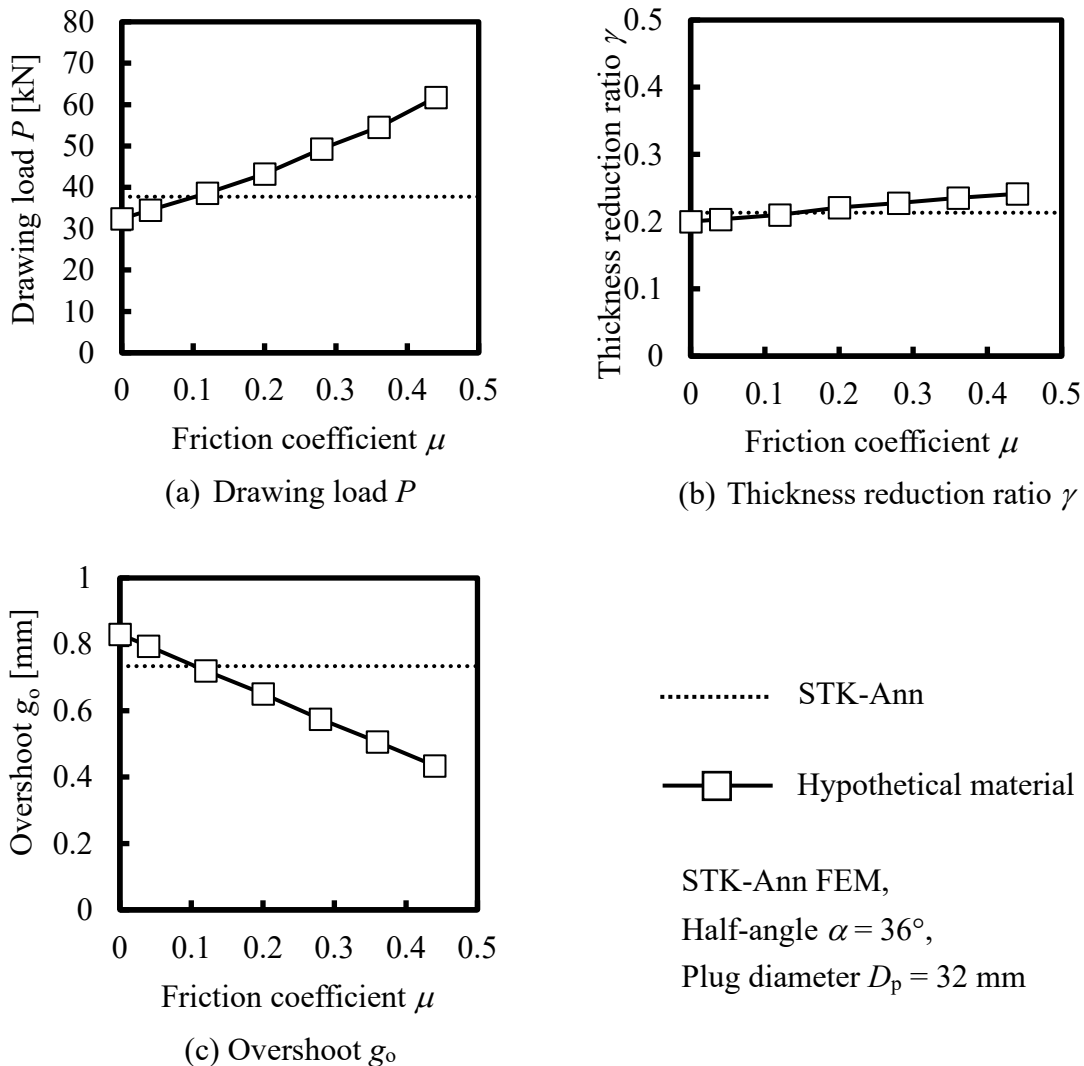 Drawing load P [kN]
80
70
60
50
40
30
20
10
0
0 0.1 0.2 0.3 0.4 0.5
Friction coefficient μ
(a) Drawing load P
Thickness reduction ratio γ
0.5
0.4
0.3
0.2
0.1
0
0 0.1 0.2 0.3 0.4 0.5
Friction coefficient μ
(b) Thickness reduction ratio γ
Overshoot gₒ [mm]
1
0.8
0.6
0.4
0.2
0
0 0.1 0.2 0.3 0.4 0.5
Friction coefficient μ
(c) Overshoot gₒ
STK-Ann
Hypothetical material
STK-Ann FEM,
Half-angle α = 36°,
Plug diameter Dₚ = 32 mm